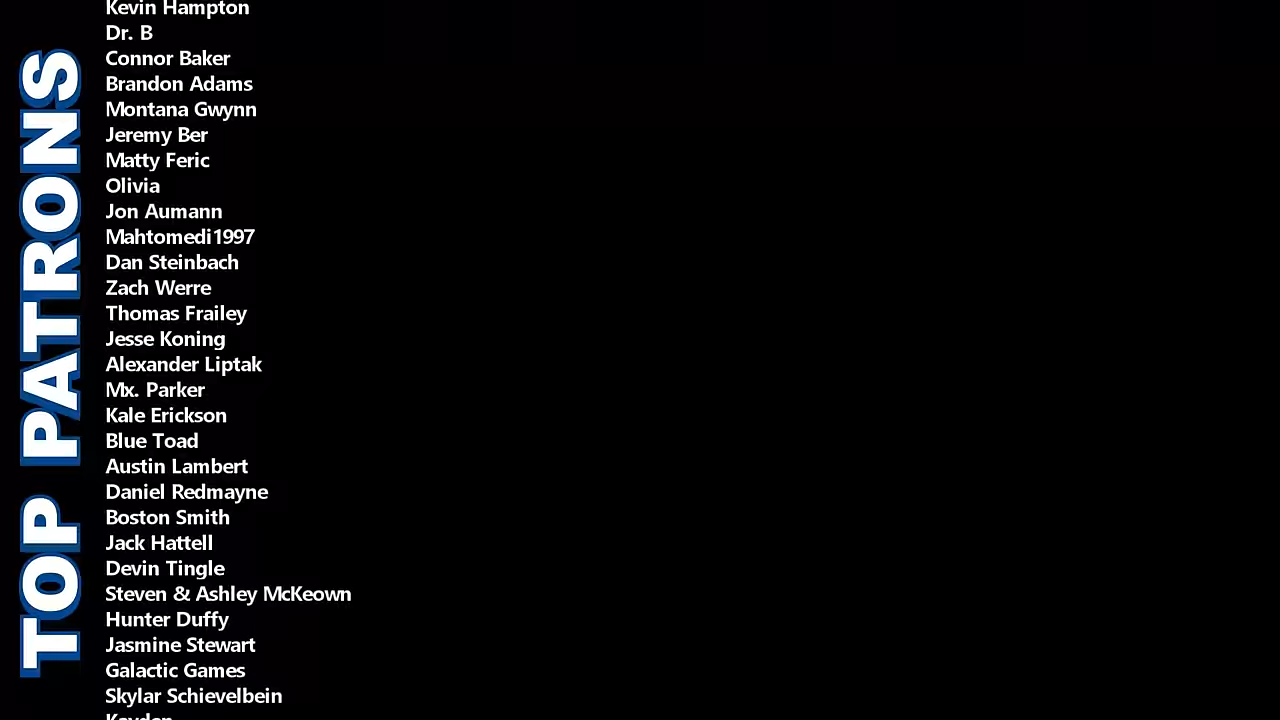 TOP PATRONS
Kevin Hampton
Dr. B
Connor Baker
Brandon Adams
Montana Gwynn
Jeremy Ber
Matty Feric
Olivia
Jon Aumann
Mahtomedi1997
Dan Steinbach
Zach Werre
Thomas Frailey
Jesse Koning
Alexander Liptak
Mx. Parker
Kale Erickson
Blue Toad
Austin Lambert
Daniel Redmayne
Boston Smith
Jack Hattell
Devin Tingle
Steven & Ashley McKeown
Hunter Duffy
Jasmine Stewart
Galactic Games
Skylar Schievelbein